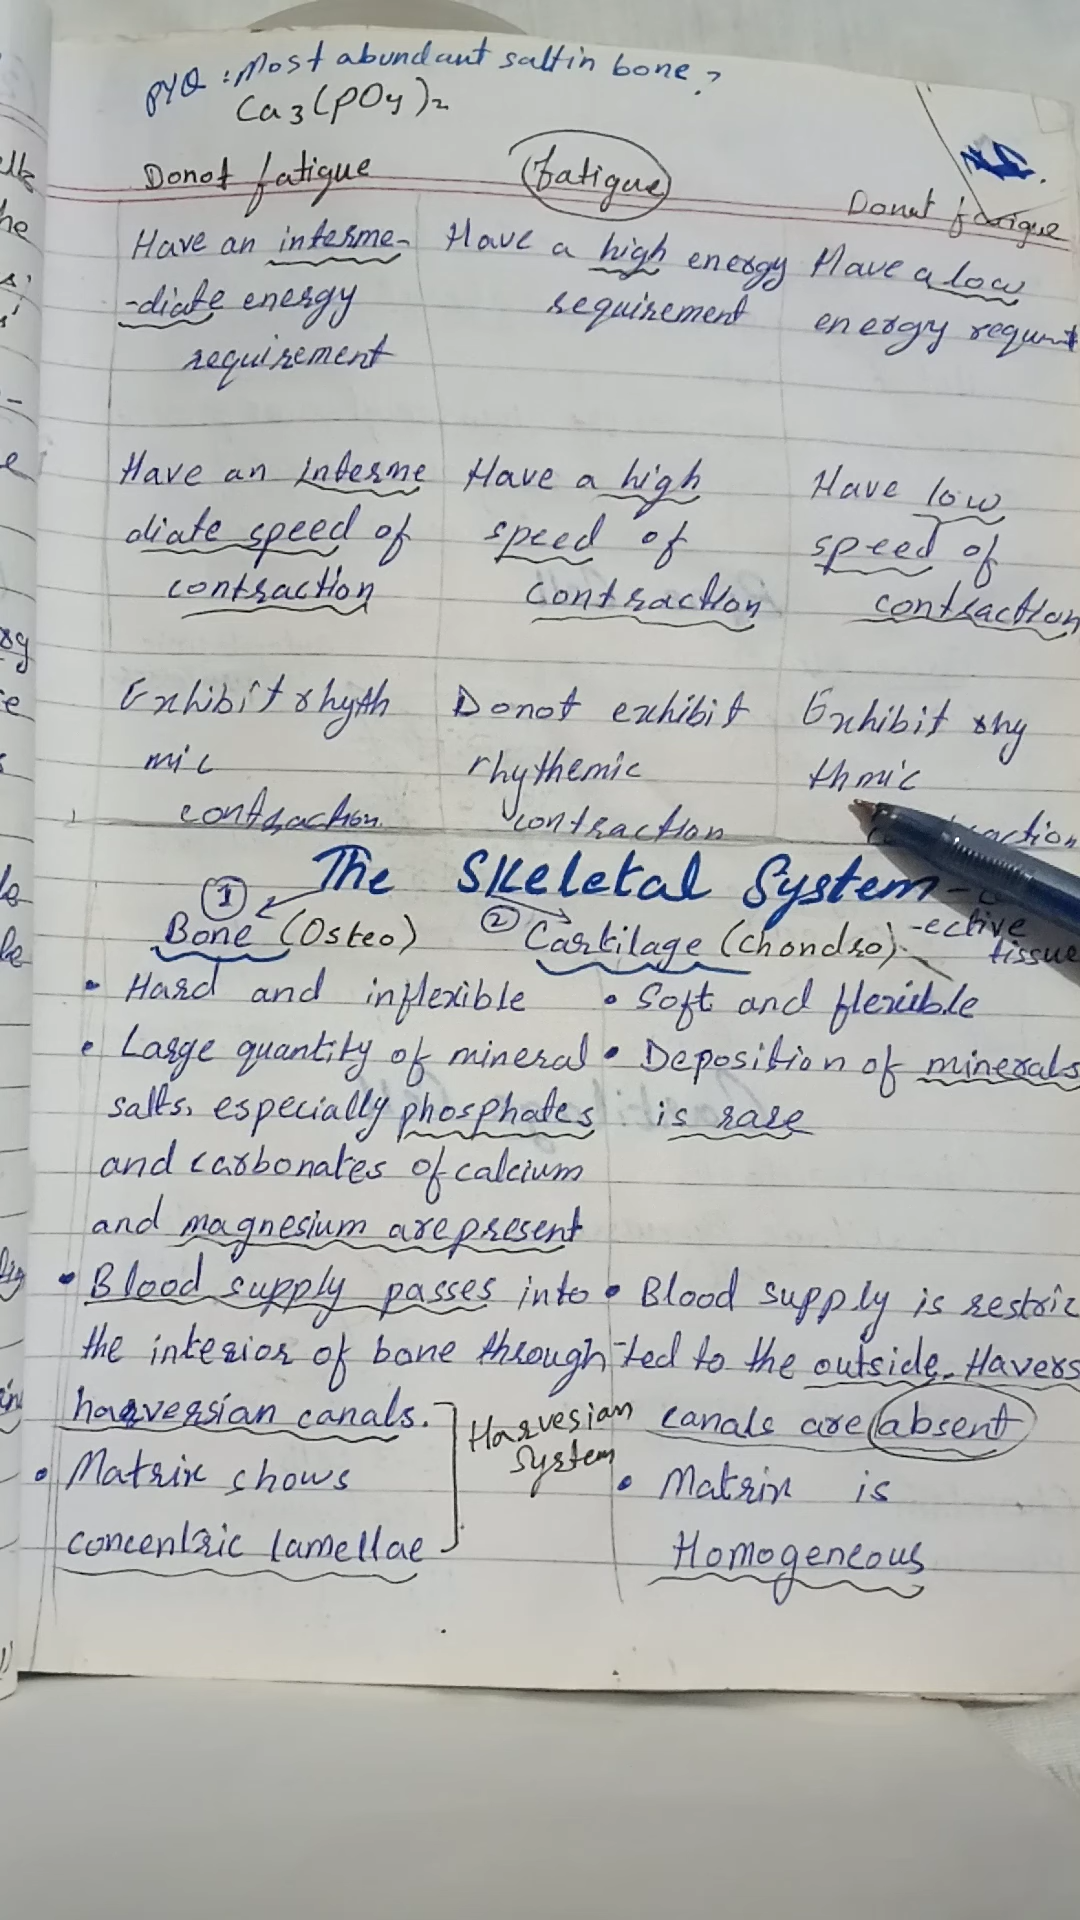 PYQ : Most abundant salt in bone ?
Ca3(PO4)2
Donot fatigue
(fatigue)
Donot fatigue
Have an interme-
-diate energy
requirement
Have a high energy
requirement
Have a low
energy requ
Have an interme
diate speed of
contraction
Have a high
speed of
contraction
Have low
speed of
contraction
Exhibit rhyth
mic
contraction
Donot exhibit
rhythemic
contraction
Exhibit rhy
thmic
The Skeletal System
-ective
tissue
① Bone (Osteo)
② Cartilage (chondro)
• Hard and inflexible
• Large quantity of mineral
salts, especially phosphates
and carbonates of calcium
and magnesium are present
• Blood supply passes into
the interior of bone through
haversian canals.
• Matrix shows
concentric lamellae
Harvesian
System
• Soft and flexible
• Deposition of minerals
is rare
• Blood supply is restric
-ted to the outside. Havers
canals are absent
• Matrix is
Homogeneous